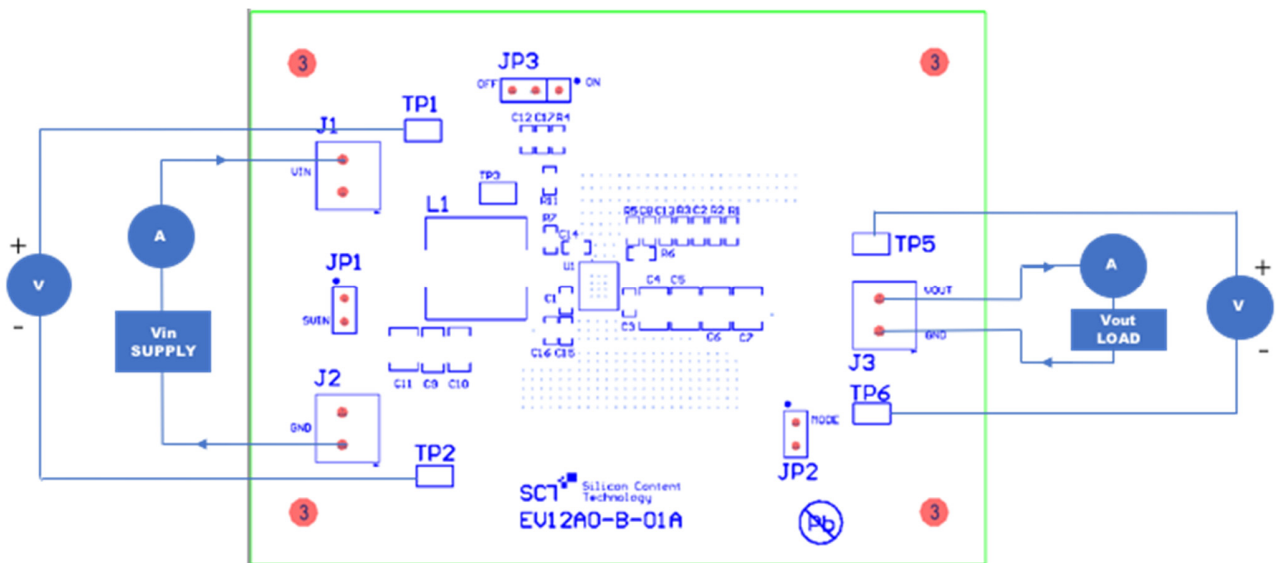 3
3
JP3
OFF
ON
TP1
C12 C17 R4
J1
VIN
TP3
R11
L1
R7
C14
R5 C8 C13 R3 C2 R2 R1
R6
U1
TP5
A
A
+
V
-
JP1
SVIN
C1
C4 C5
C3
C6
C7
VOUT
GND
J3
+
V
-
Vin
SUPPLY
Vout
LOAD
C16 C15
C11
C9
C10
J2
GND
TP6
MODE
JP2
TP2
SCT
Silicon Content
Technology
EV12A0-B-01A
Pb
3
3